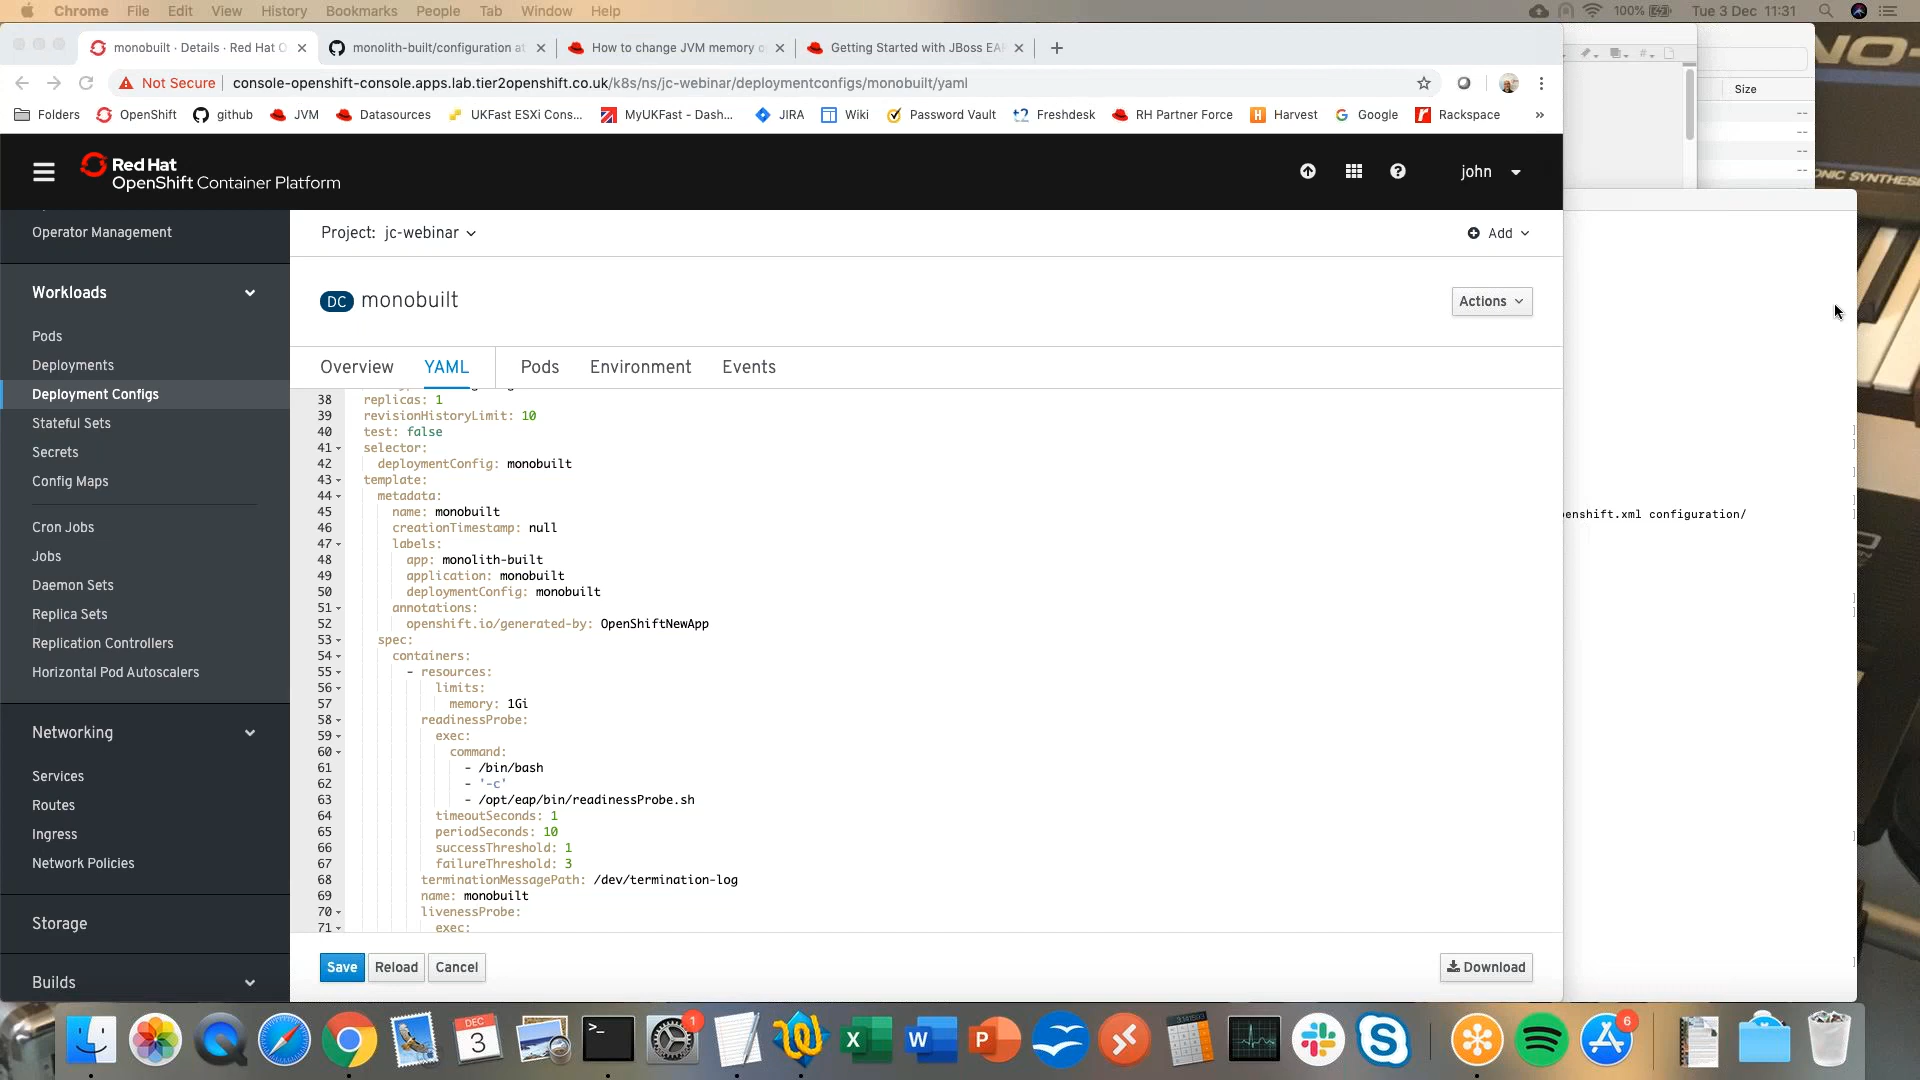 Chrome File Edit View History Bookmarks People Tab Window Help 100% Tue 3 Dec 11:31
monobuilt · Details · Red Hat O monolith-built/configuration at How to change JVM memory o Getting Started with JBoss EAP
Not Secure console-openshift-console.apps.lab.tier2openshift.co.uk/k8s/ns/jc-webinar/deploymentconfigs/monobuilt/yaml
Size
Folders OpenShift github JVM Datasources UKFast ESXi Cons... MyUKFast - Dash... JIRA Wiki Password Vault Freshdesk RH Partner Force Harvest Google Rackspace »
Red Hat
OpenShift Container Platform
john
Operator Management
Workloads
Pods
Deployments
Deployment Configs
Stateful Sets
Secrets
Config Maps
Cron Jobs
Jobs
Daemon Sets
Replica Sets
Replication Controllers
Horizontal Pod Autoscalers
Networking
Services
Routes
Ingress
Network Policies
Storage
Builds
Project: jc-webinar
Add
DC monobuilt
Actions
Overview YAML Pods Environment Events
38 replicas: 1
39 revisionHistoryLimit: 10
40 test: false
41 selector:
42 deploymentConfig: monobuilt
43 template:
44 metadata:
45 name: monobuilt
46 creationTimestamp: null
47 labels:
48 app: monolith-built
49 application: monobuilt
50 deploymentConfig: monobuilt
51 annotations:
52 openshift.io/generated-by: OpenShiftNewApp
53 spec:
54 containers:
55 - resources:
56 limits:
57 memory: 1Gi
58 readinessProbe:
59 exec:
60 command:
61 - /bin/bash
62 - '-c'
63 - /opt/eap/bin/readinessProbe.sh
64 timeoutSeconds: 1
65 periodSeconds: 10
66 successThreshold: 1
67 failureThreshold: 3
68 terminationMessagePath: /dev/termination-log
69 name: monobuilt
70 livenessProbe:
71 exec:
Save Reload Cancel
Download
penshift.xml configuration/
DEC
3
1
6